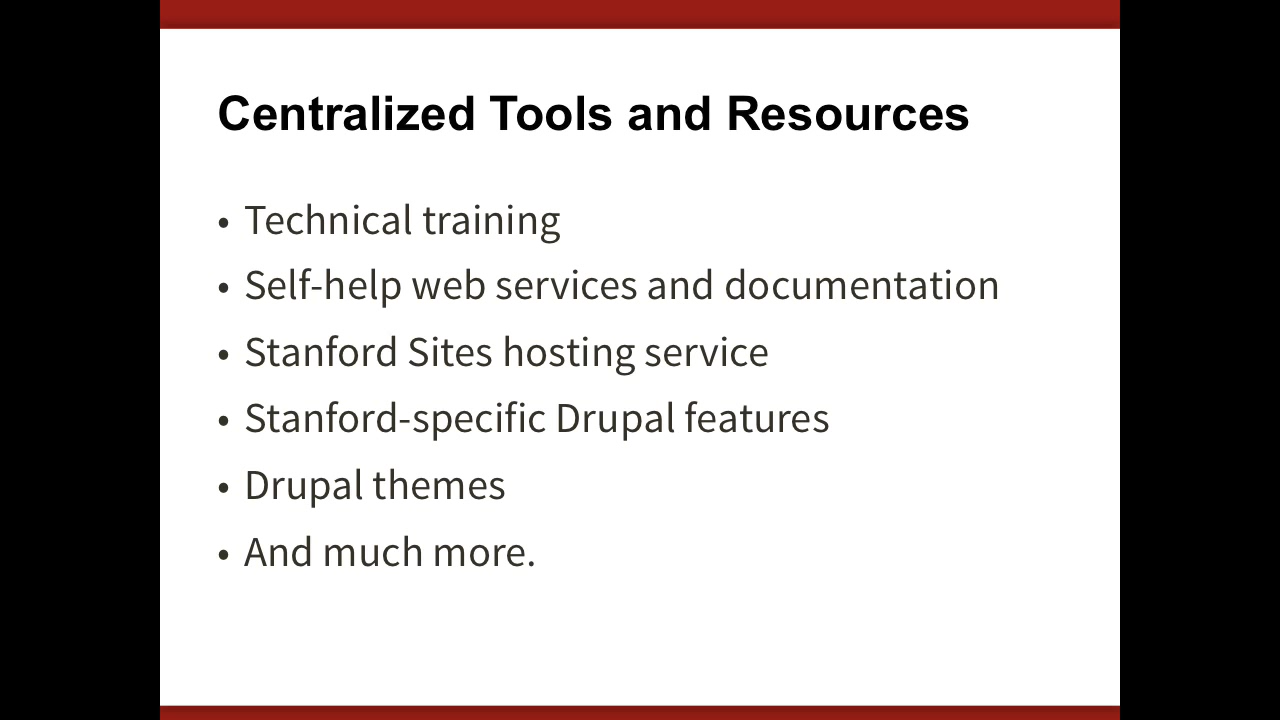 Centralized Tools and Resources
• Technical training
• Self-help web services and documentation
• Stanford Sites hosting service
• Stanford-specific Drupal features
• Drupal themes
• And much more.